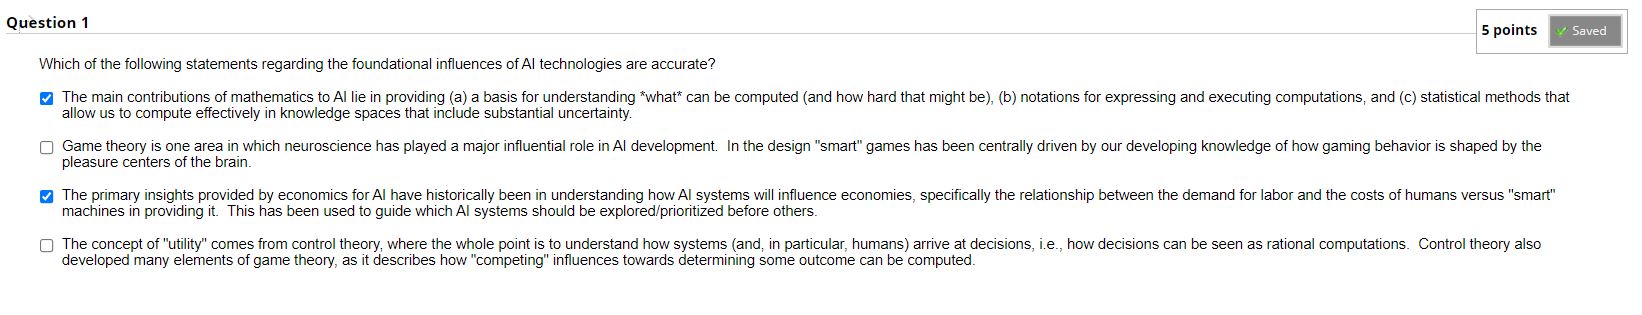 Question 1
5 points
Saved
Which of the following statements regarding the foundational influences of AI technologies are accurate?
The main contributions of mathematics to AI lie in providing (a) a basis for understanding *what* can be computed (and how hard that might be), (b) notations for expressing and executing computations, and (c) statistical methods that
allow us to compute effectively in knowledge spaces that include substantial uncertainty.
Game theory is one area in which neuroscience has played a major influential role in AI development.  In the design "smart" games has been centrally driven by our developing knowledge of how gaming behavior is shaped by the
pleasure centers of the brain.
The primary insights provided by economics for AI have historically been in understanding how AI systems will influence economies, specifically the relationship between the demand for labor and the costs of humans versus "smart"
machines in providing it.  This has been used to guide which AI systems should be explored/prioritized before others.
The concept of "utility" comes from control theory, where the whole point is to understand how systems (and, in particular, humans) arrive at decisions, i.e., how decisions can be seen as rational computations.  Control theory also
developed many elements of game theory, as it describes how "competing" influences towards determining some outcome can be computed.